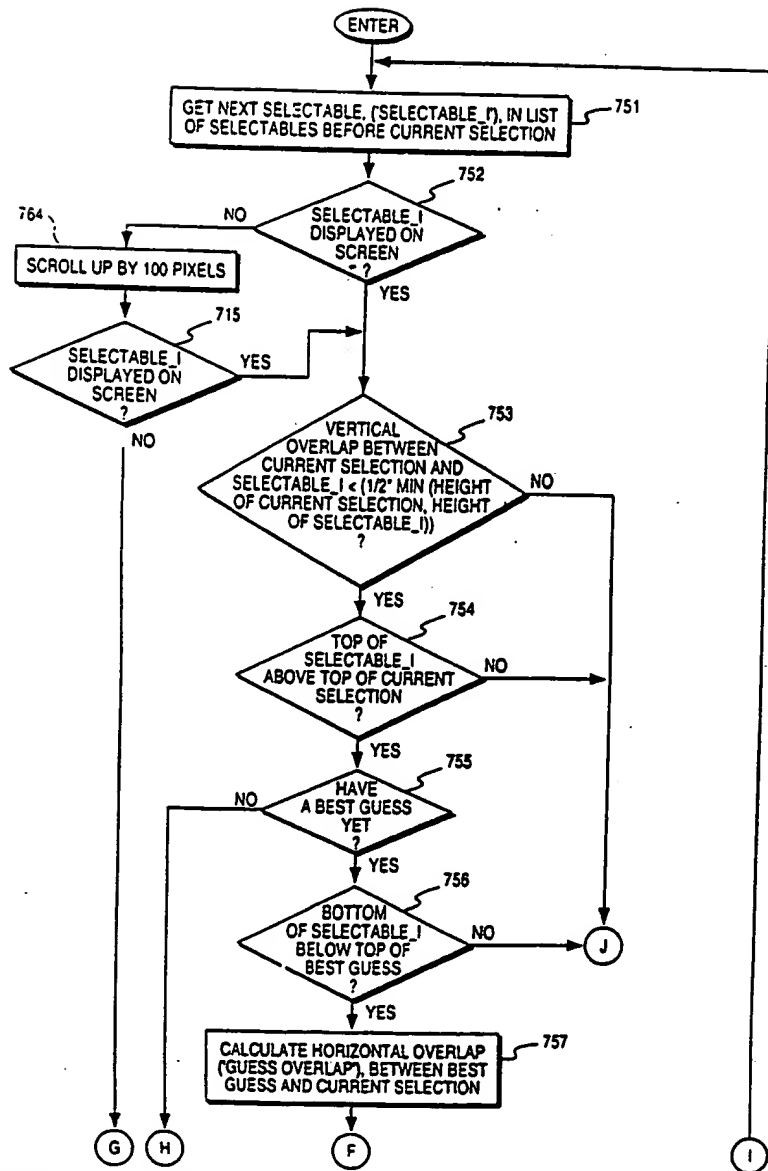 ENTER
GET NEXT SELECTABLE, ('SELECTABLE_I'), IN LIST
OF SELECTABLES BEFORE CURRENT SELECTION
751
752
NO
SELECTABLE_I
DISPLAYED ON
SCREEN
?
YES
764
SCROLL UP BY 100 PIXELS
715
SELECTABLE_I
DISPLAYED ON
SCREEN
?
YES
NO
753
VERTICAL
OVERLAP BETWEEN
CURRENT SELECTION AND
SELECTABLE_I < (1/2* MIN (HEIGHT
OF CURRENT SELECTION, HEIGHT
OF SELECTABLE_I))
?
NO
YES
754
TOP OF
SELECTABLE_I
ABOVE TOP OF CURRENT
SELECTION
?
NO
YES
755
NO
HAVE
A BEST GUESS
YET
?
YES
756
BOTTOM
OF SELECTABLE_I
BELOW TOP OF
BEST GUESS
?
NO
J
YES
757
CALCULATE HORIZONTAL OVERLAP
('GUESS OVERLAP'), BETWEEN BEST
GUESS AND CURRENT SELECTION
G
H
F
I